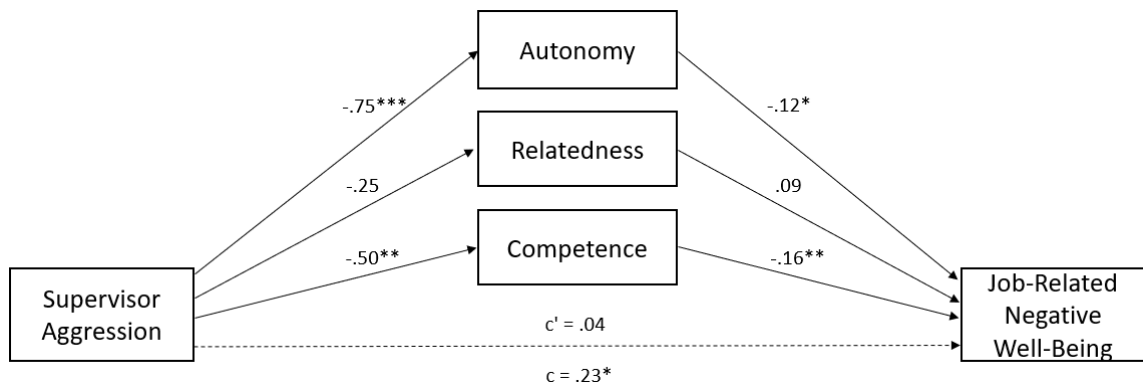 Autonomy
-.75***
-.12*
Relatedness
-.25
.09
Competence
-.50**
-.16**
Supervisor
Aggression
Job-Related
Negative
Well-Being
c' = .04
c = .23*